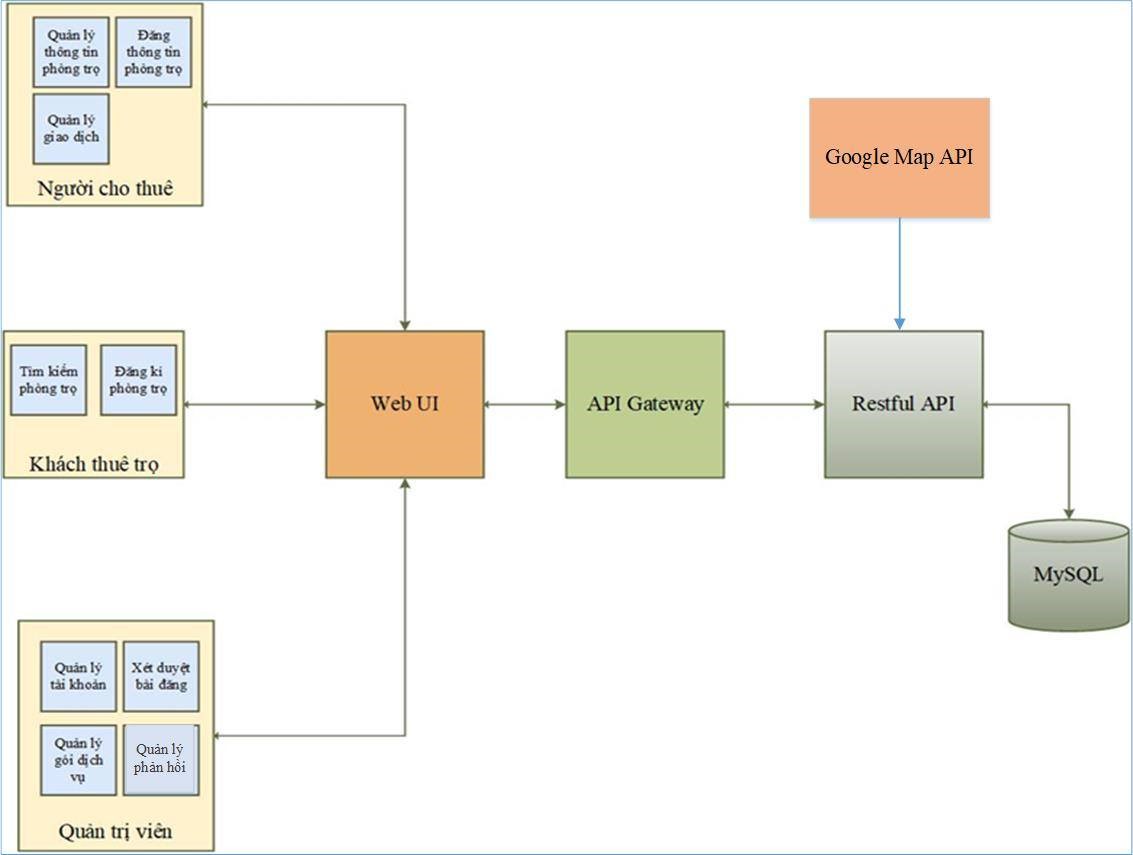 Quản lý
thông tin
phòng trọ
Đăng
thông tin
phòng trọ
Quản lý
giao dịch
Người cho thuê
Google Map API
Tìm kiếm
phòng trọ
Đăng kí
phòng trọ
Khách thuê trọ
Web UI
API Gateway
Restful API
MySQL
Quản lý
tài khoản
Xét duyệt
bài đăng
Quản lý
gói dịch
vụ
Quản lý
phản hồi
Quản trị viên